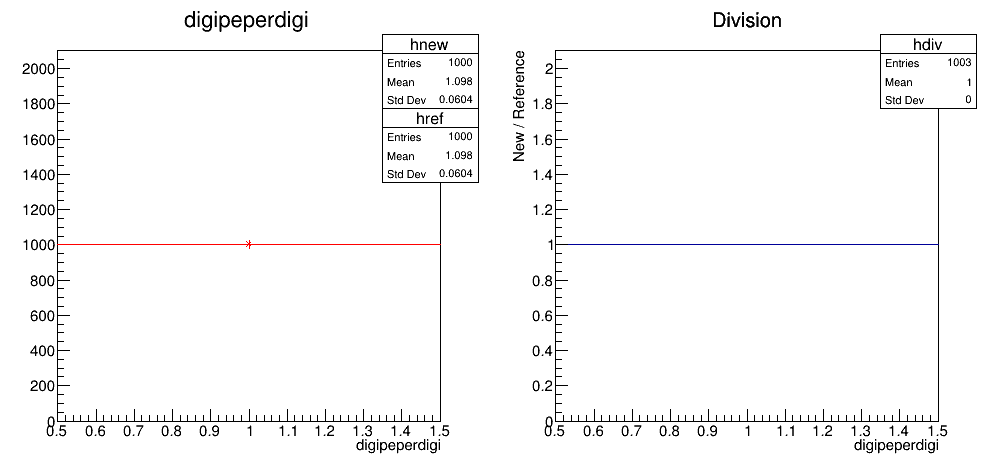 digipeperdigi
hnew
Entries 1000
Mean 1.098
Std Dev 0.0604
href
Entries 1000
Mean 1.098
Std Dev 0.0604
2000
1800
1600
1400
1200
1000
800
600
400
200
0
0.5 0.6 0.7 0.8 0.9 1 1.1 1.2 1.3 1.4 1.5
digipeperdigi
Division
hdiv
Entries 1003
Mean 1
Std Dev 0
New / Reference
2
1.8
1.6
1.4
1.2
1
0.8
0.6
0.4
0.2
0
0.5 0.6 0.7 0.8 0.9 1 1.1 1.2 1.3 1.4 1.5
digipeperdigi